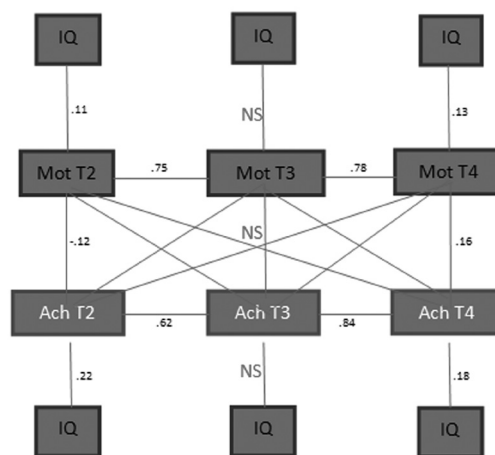 IQ IQ IQ
.11 NS .13
Mot T2 .75 Mot T3 .78 Mot T4
-.12 NS .16
Ach T2 .62 Ach T3 .84 Ach T4
.22 NS .18
IQ IQ IQ